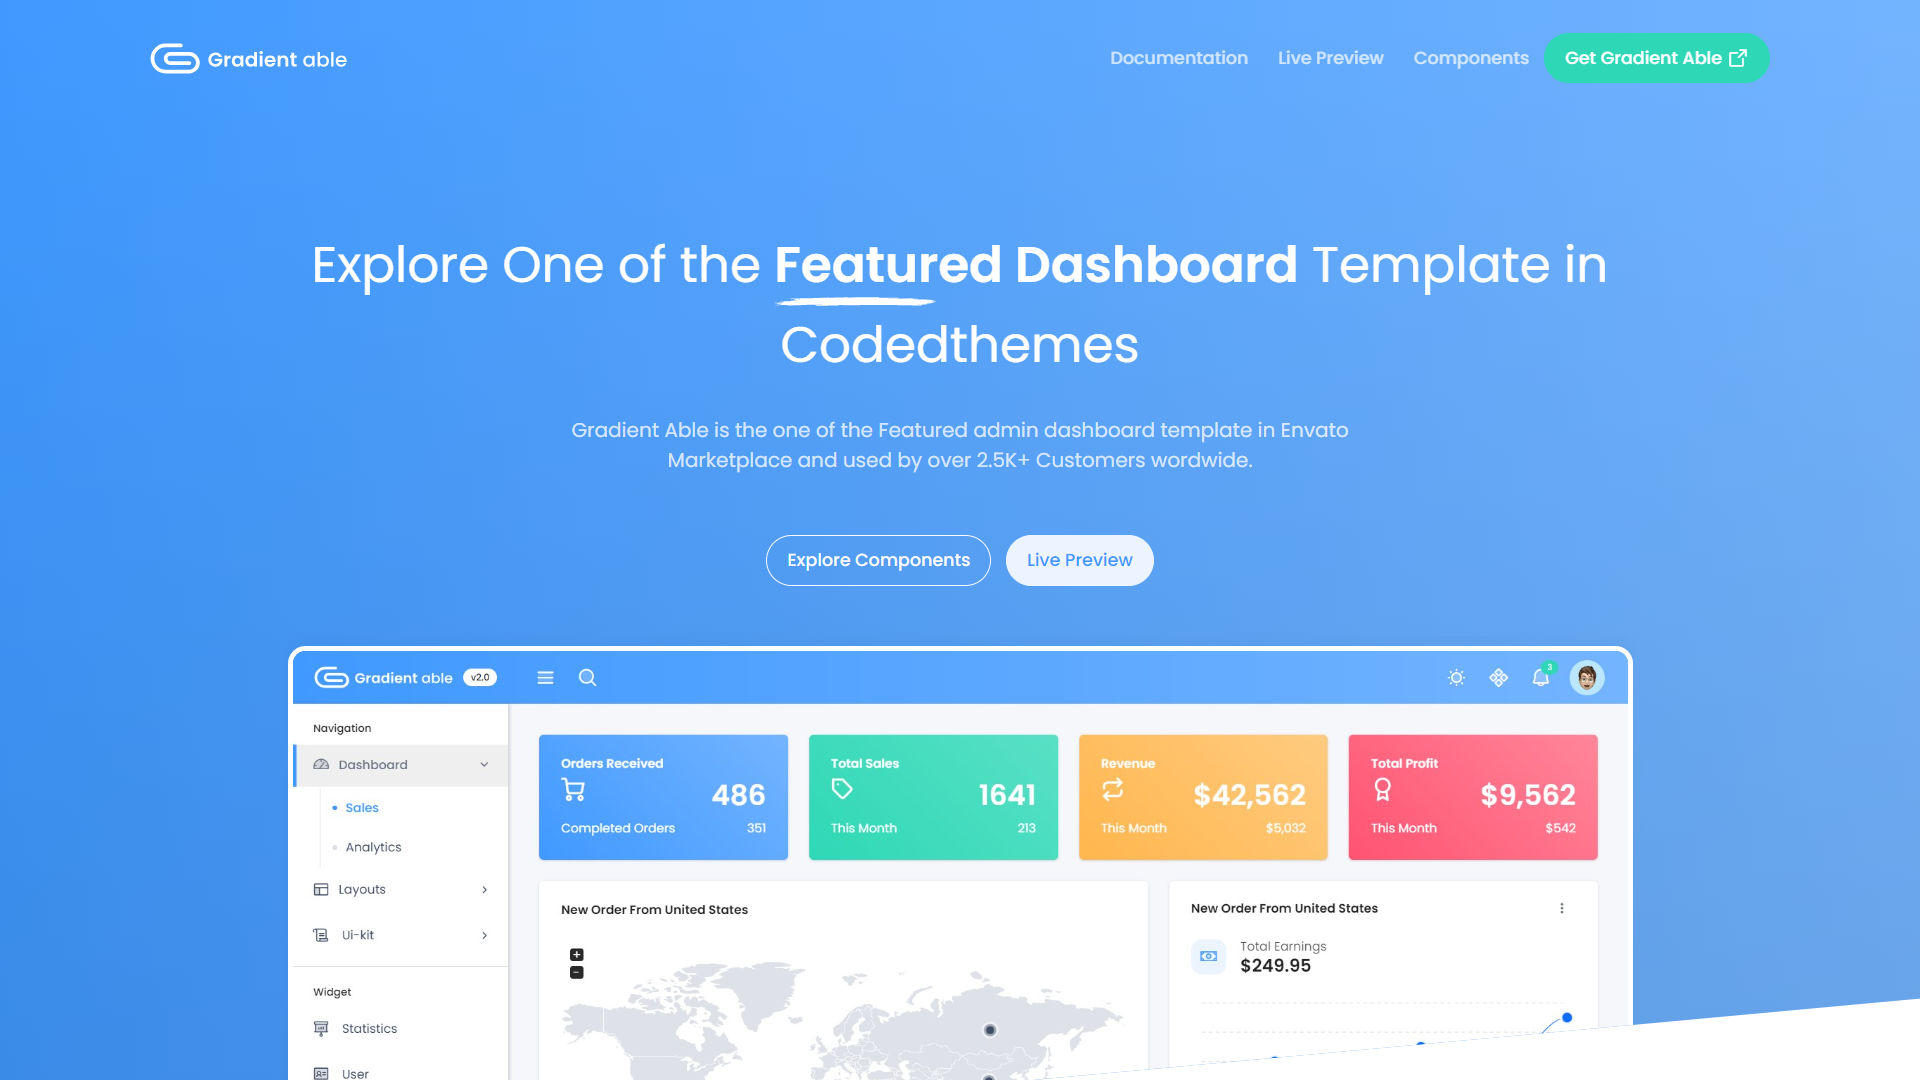 Gradient able
Documentation
Live Preview
Components
Get Gradient Able
Explore One of the Featured Dashboard Template in
Codedthemes
Gradient Able is the one of the Featured admin dashboard template in Envato
Marketplace and used by over 2.5K+ Customers wordwide.
Explore Components
Live Preview
Gradient able
v2.0
3
Navigation
Dashboard
Sales
Analytics
Layouts
Ui-kit
Widget
Statistics
User
Orders Received
486
Completed Orders
351
Total Sales
1641
This Month
213
Revenue
$42,562
This Month
$5,032
Total Profit
$9,562
This Month
$542
New Order From United States
+
−
New Order From United States
Total Earnings
$249.95